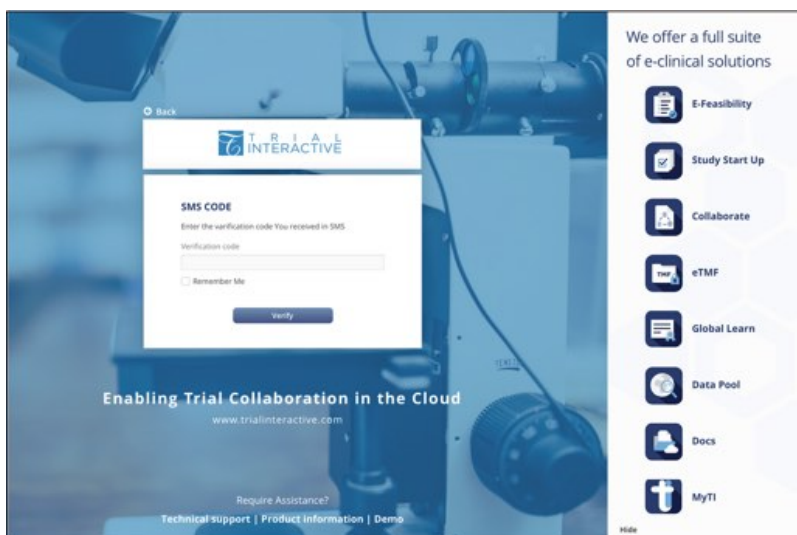 Back
TRIAL
INTERACTIVE
SMS CODE
Enter the varification code You received in SMS
Verification code
Remember Me
Verify
Enabling Trial Collaboration in the Cloud
www.trialinteractive.com
Require Assistance?
Technical support | Product information | Demo
We offer a full suite
of e-clinical solutions
E-Feasibility
Study Start Up
Collaborate
TMF
eTMF
Global Learn
Data Pool
Docs
MyTI
Hide